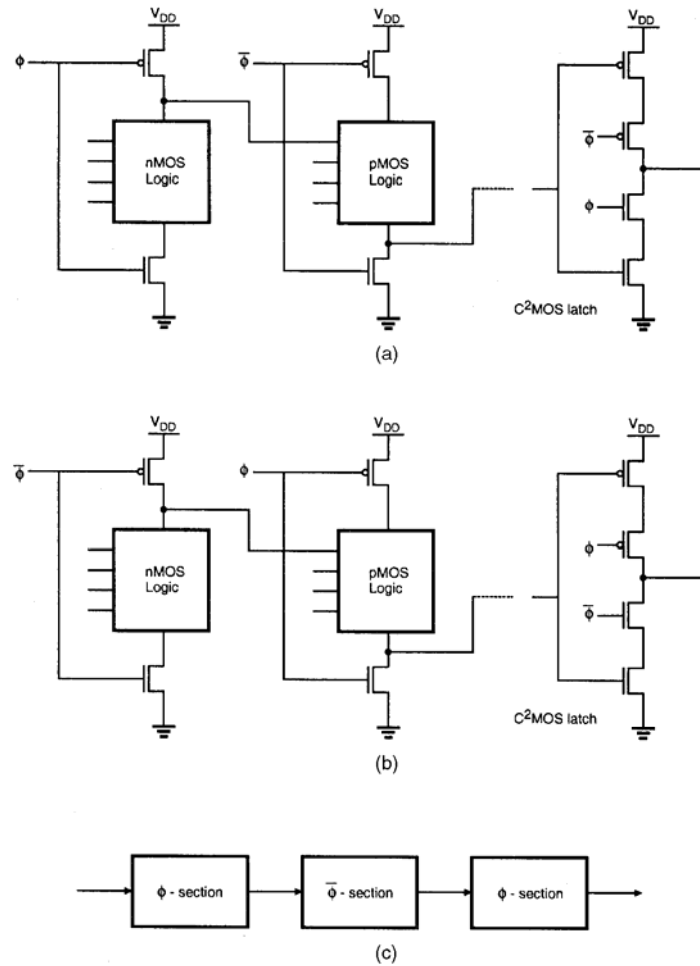 V_DD V_DD V_DD
ϕ
ϕ̅
nMOS
Logic
pMOS
Logic
ϕ̅
ϕ
C²MOS latch
(a)
V_DD V_DD V_DD
ϕ̅
ϕ
nMOS
Logic
pMOS
Logic
ϕ
ϕ̅
C²MOS latch
(b)
ϕ - section
ϕ̅ - section
ϕ - section
(c)